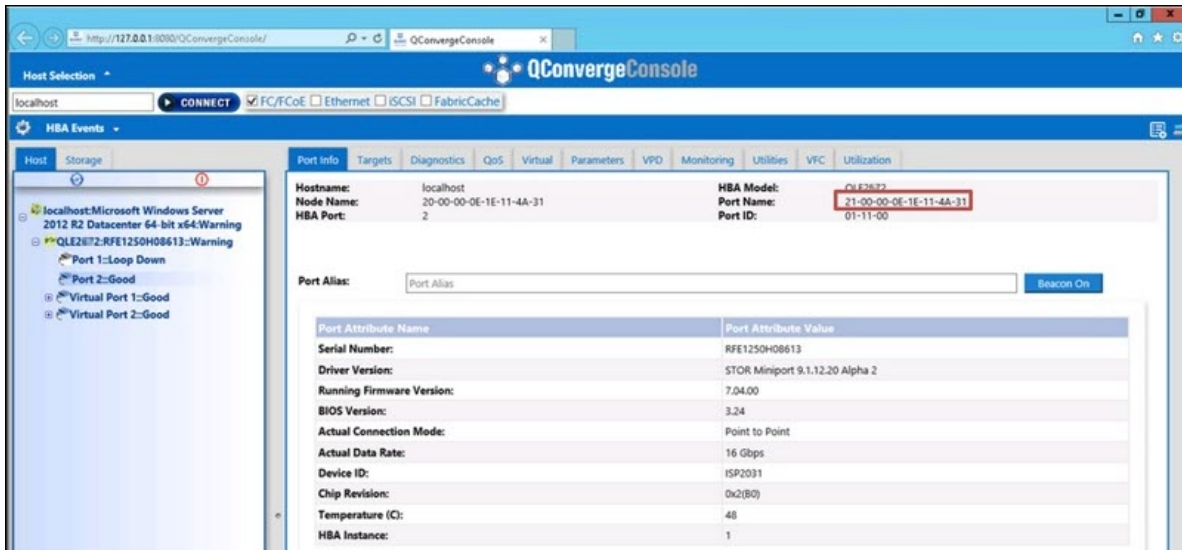 http://127.0.0.1:8080/QConvergeConsole/
QConvergeConsole
Host Selection
QConvergeConsole
localhost CONNECT FC/FCoE Ethernet iSCSI FabricCache
HBA Events
Host Storage
Port Info Targets Diagnostics QoS Virtual Parameters VPD Monitoring Utilities VFC Utilization
localhost:Microsoft Windows Server
2012 R2 Datacenter 64-bit x64:Warning
Port 1::Loop Down
Port 2::Good
Virtual Port 1::Good
Virtual Port 2::Good
Hostname: localhost HBA Model:
Node Name: 20-00-00-0E-1E-11-4A-31 Port Name: 21-00-00-0E-1E-11-4A-31
HBA Port: 2 Port ID: 01-11-00
Port Alias: Port Alias Beacon On
Port Attribute Name Port Attribute Value
Serial Number: RFE1250H08613
Driver Version: STOR Miniport 9.1.12.20 Alpha 2
Running Firmware Version: 7.04.00
BIOS Version: 3.24
Actual Connection Mode: Point to Point
Actual Data Rate: 16 Gbps
Device ID: ISP2031
Chip Revision: 0x2(B0)
Temperature (C): 48
HBA Instance: 1